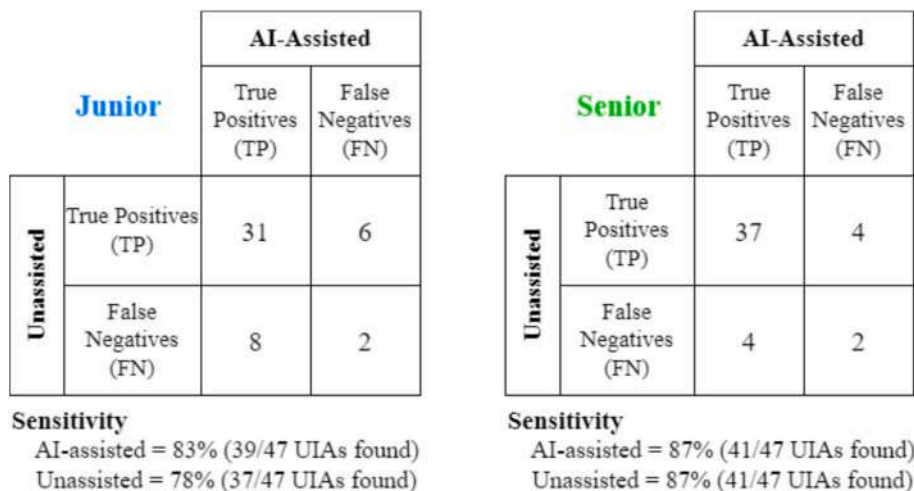 AI-Assisted
Junior
True
Positives
(TP)
False
Negatives
(FN)
Unassisted
True Positives
(TP)
31
6
False
Negatives
(FN)
8
2
Sensitivity
AI-assisted = 83% (39/47 UIAs found)
Unassisted = 78% (37/47 UIAs found)
AI-Assisted
Senior
True
Positives
(TP)
False
Negatives
(FN)
Unassisted
True
Positives
(TP)
37
4
False
Negatives
(FN)
4
2
Sensitivity
AI-assisted = 87% (41/47 UIAs found)
Unassisted = 87% (41/47 UIAs found)